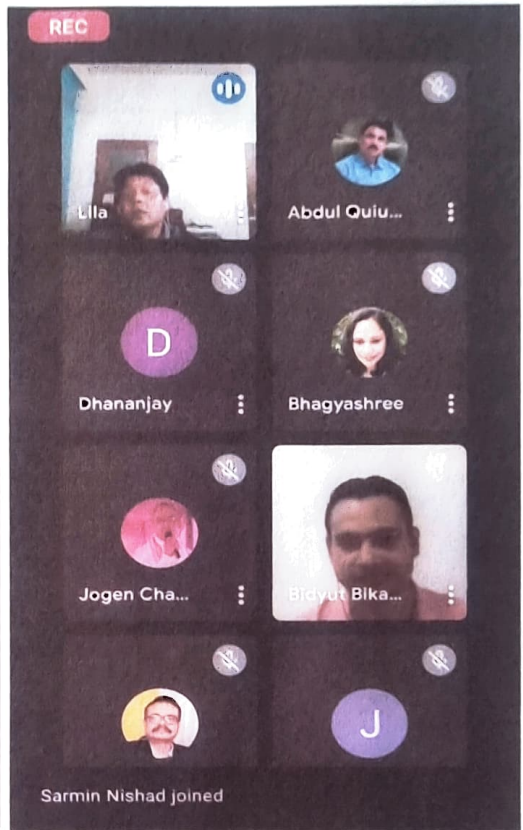 REC
Lila
Abdul Quiu...
D
Dhananjay
Bhagyashree
Jogen Cha...
Bidyut Bika...
J
Sarmin Nishad joined